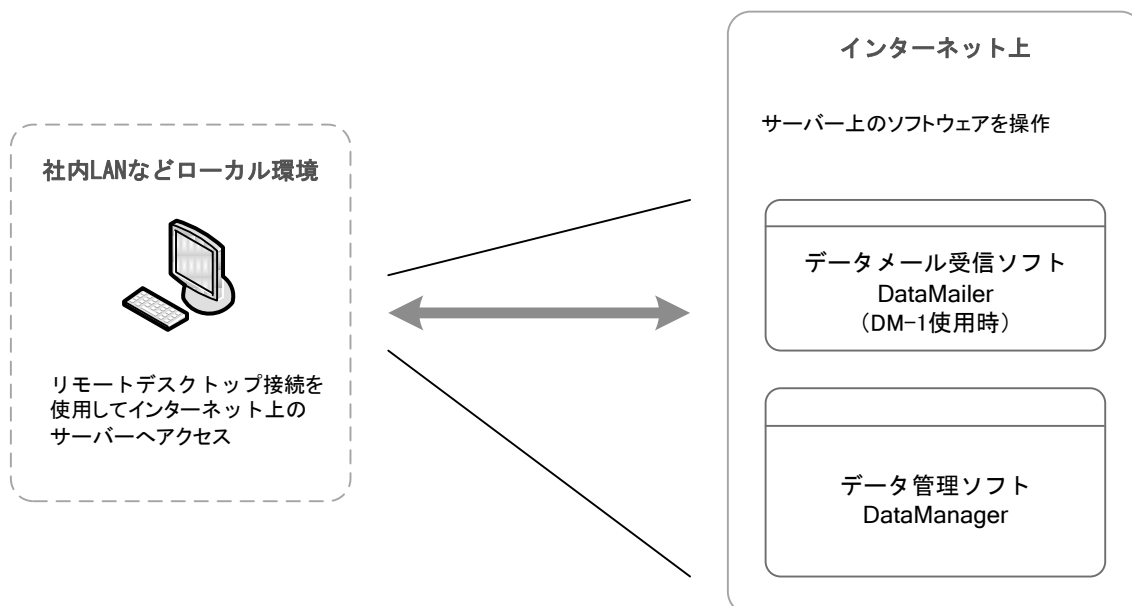 社内LANなどローカル環境
リモートデスクトップ接続を
使用してインターネット上の
サーバーへアクセス
インターネット上
サーバー上のソフトウェアを操作
データメール受信ソフト
DataMailer
（DM-1使用時）
データ管理ソフト
DataManager